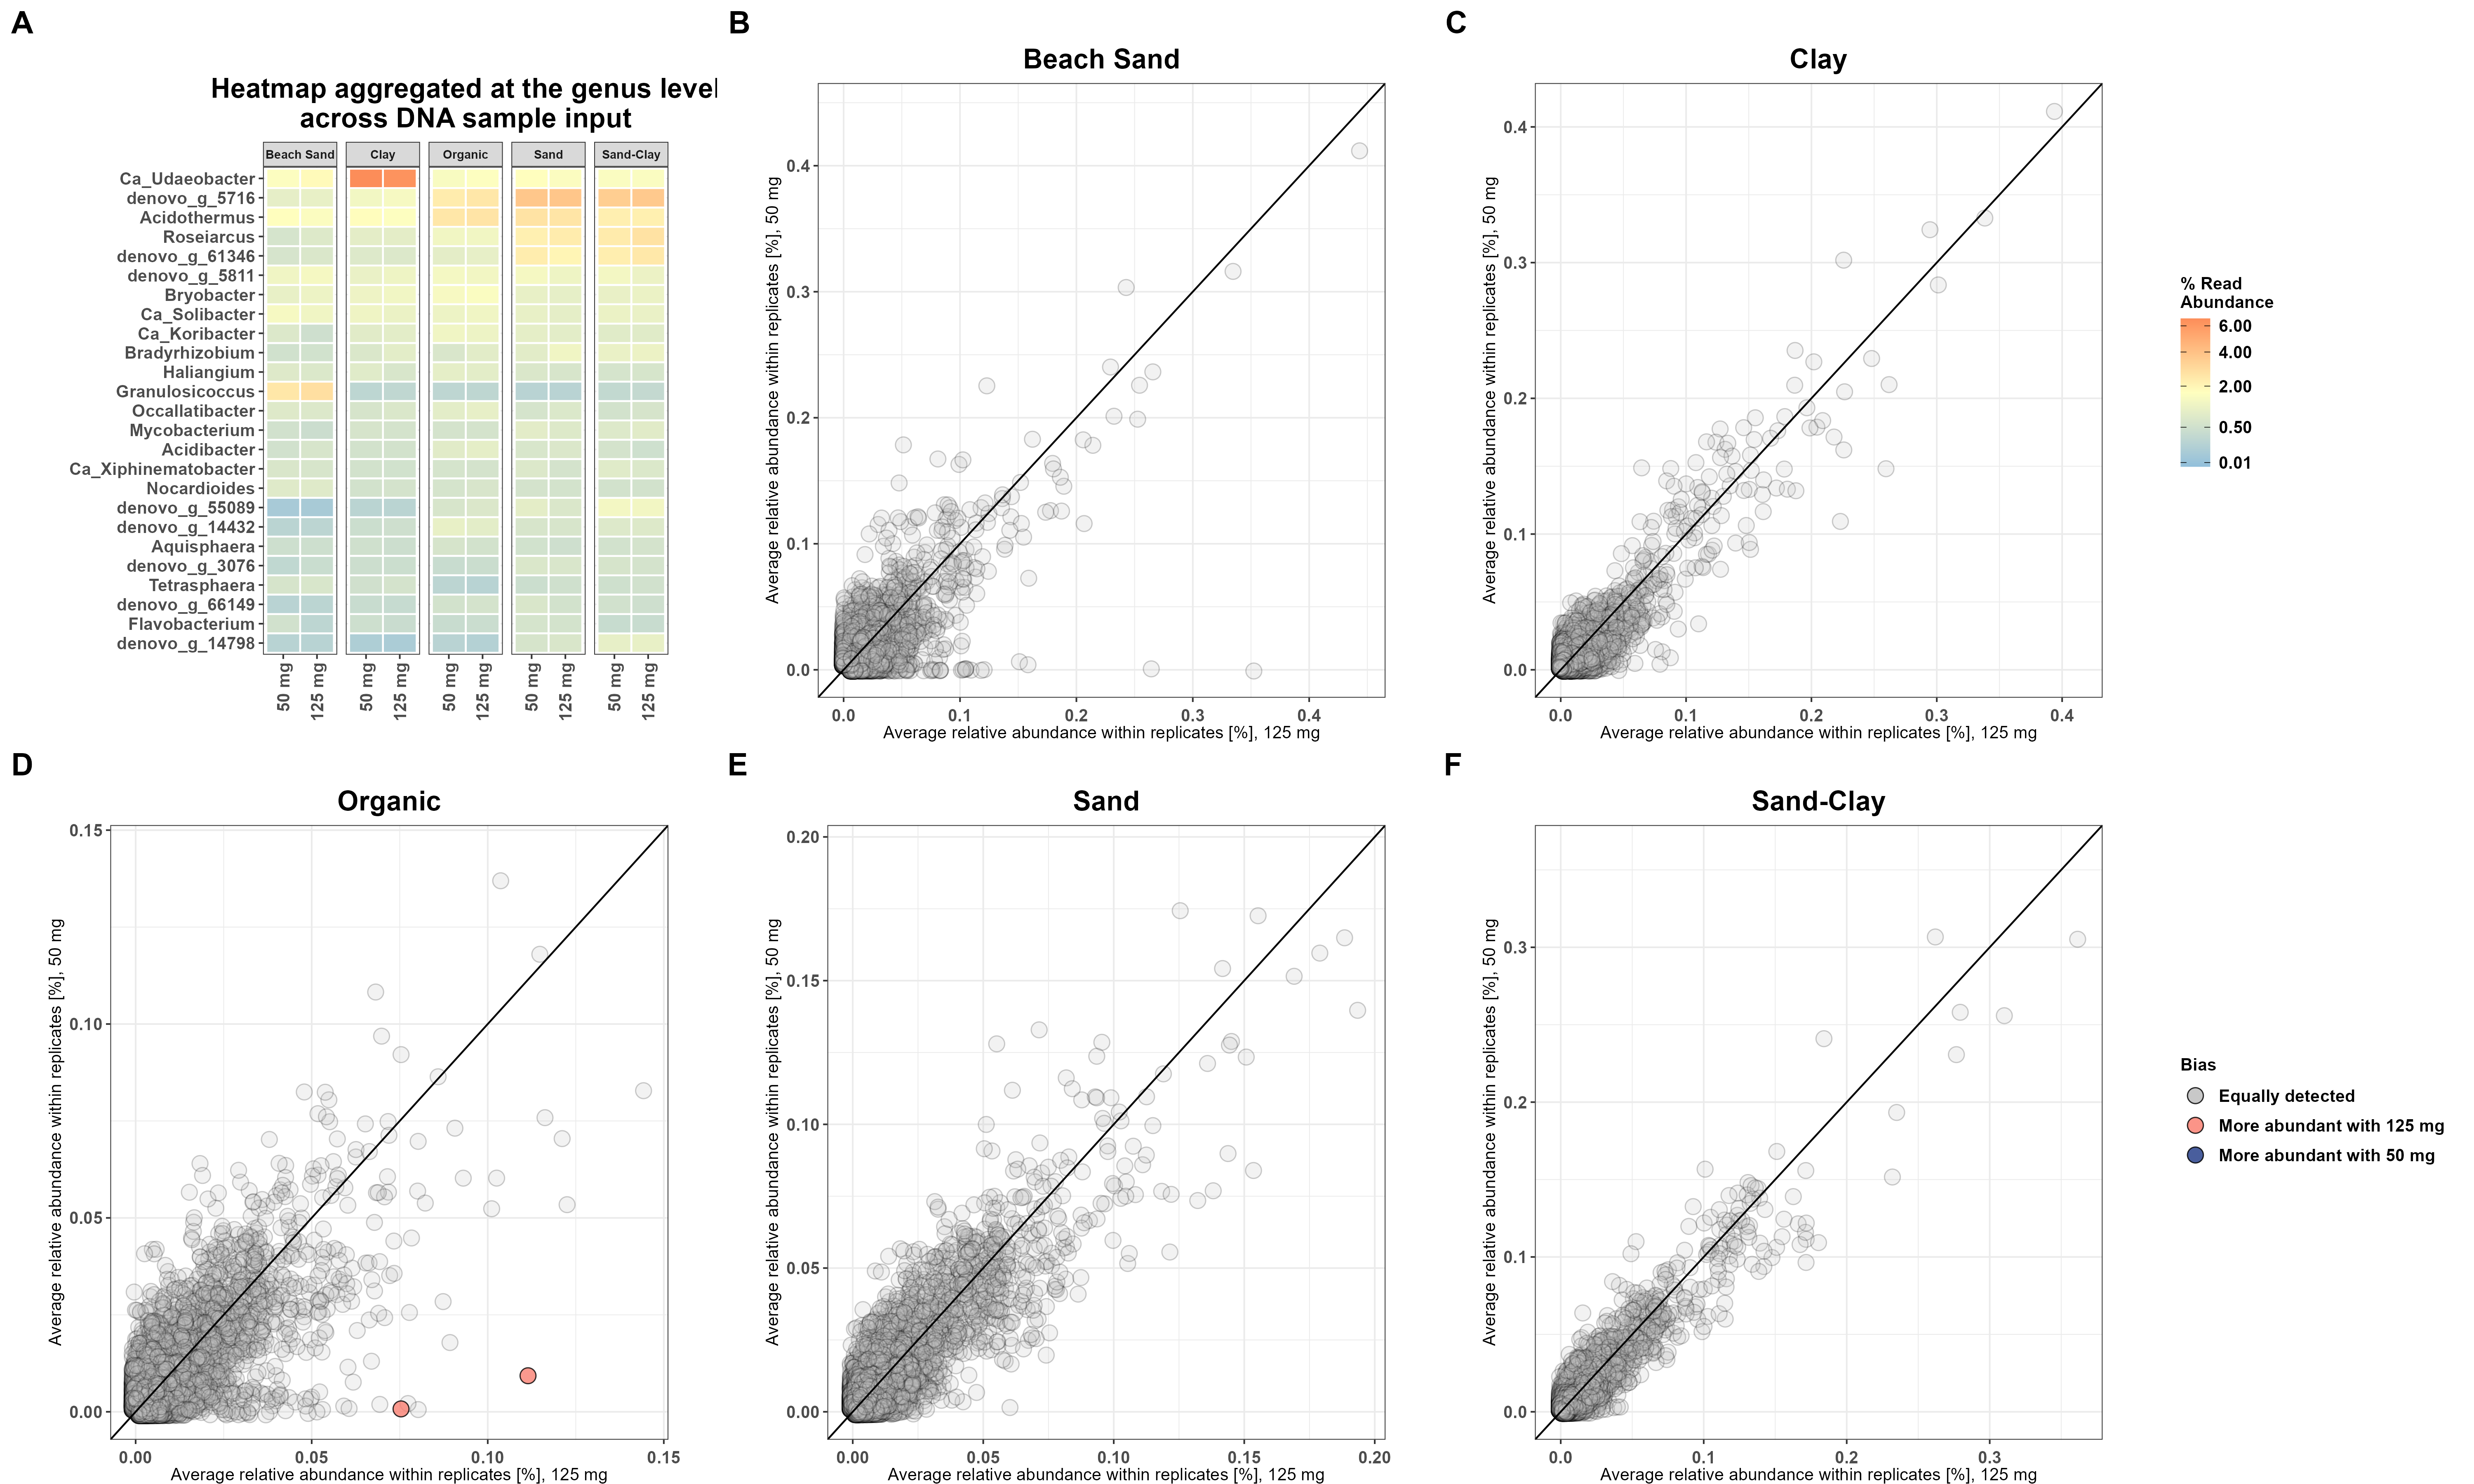 A
Heatmap aggregated at the genus level
across DNA sample input
Beach Sand Clay Organic Sand Sand-Clay
Ca_Udaeobacter
denovo_g_5716
Acidothermus
Roseiarcus
denovo_g_61346
denovo_g_5811
Bryobacter
Ca_Solibacter
Ca_Koribacter
Bradyrhizobium
Haliangium
Granulosicoccus
Occallatibacter
Mycobacterium
Acidibacter
Ca_Xiphinematobacter
Nocardioides
denovo_g_55089
denovo_g_14432
Aquisphaera
denovo_g_3076
Tetrasphaera
denovo_g_66149
Flavobacterium
denovo_g_14798
50 mg 125 mg 50 mg 125 mg 50 mg 125 mg 50 mg 125 mg 50 mg 125 mg
B
Beach Sand
Average relative abundance within replicates [%], 50 mg
0.4
0.3
0.2
0.1
0.0
0.0 0.1 0.2 0.3 0.4
Average relative abundance within replicates [%], 125 mg
C
Clay
Average relative abundance within replicates [%], 50 mg
0.4
0.3
0.2
0.1
0.0
0.0 0.1 0.2 0.3 0.4
Average relative abundance within replicates [%], 125 mg
% Read
Abundance
6.00
4.00
2.00
0.50
0.01
D
Organic
Average relative abundance within replicates [%], 50 mg
0.15
0.10
0.05
0.00
0.00 0.05 0.10 0.15
Average relative abundance within replicates [%], 125 mg
E
Sand
Average relative abundance within replicates [%], 50 mg
0.20
0.15
0.10
0.05
0.00
0.00 0.05 0.10 0.15 0.20
Average relative abundance within replicates [%], 125 mg
F
Sand-Clay
Average relative abundance within replicates [%], 50 mg
0.3
0.2
0.1
0.0
0.0 0.1 0.2 0.3
Average relative abundance within replicates [%], 125 mg
Bias
Equally detected
More abundant with 125 mg
More abundant with 50 mg